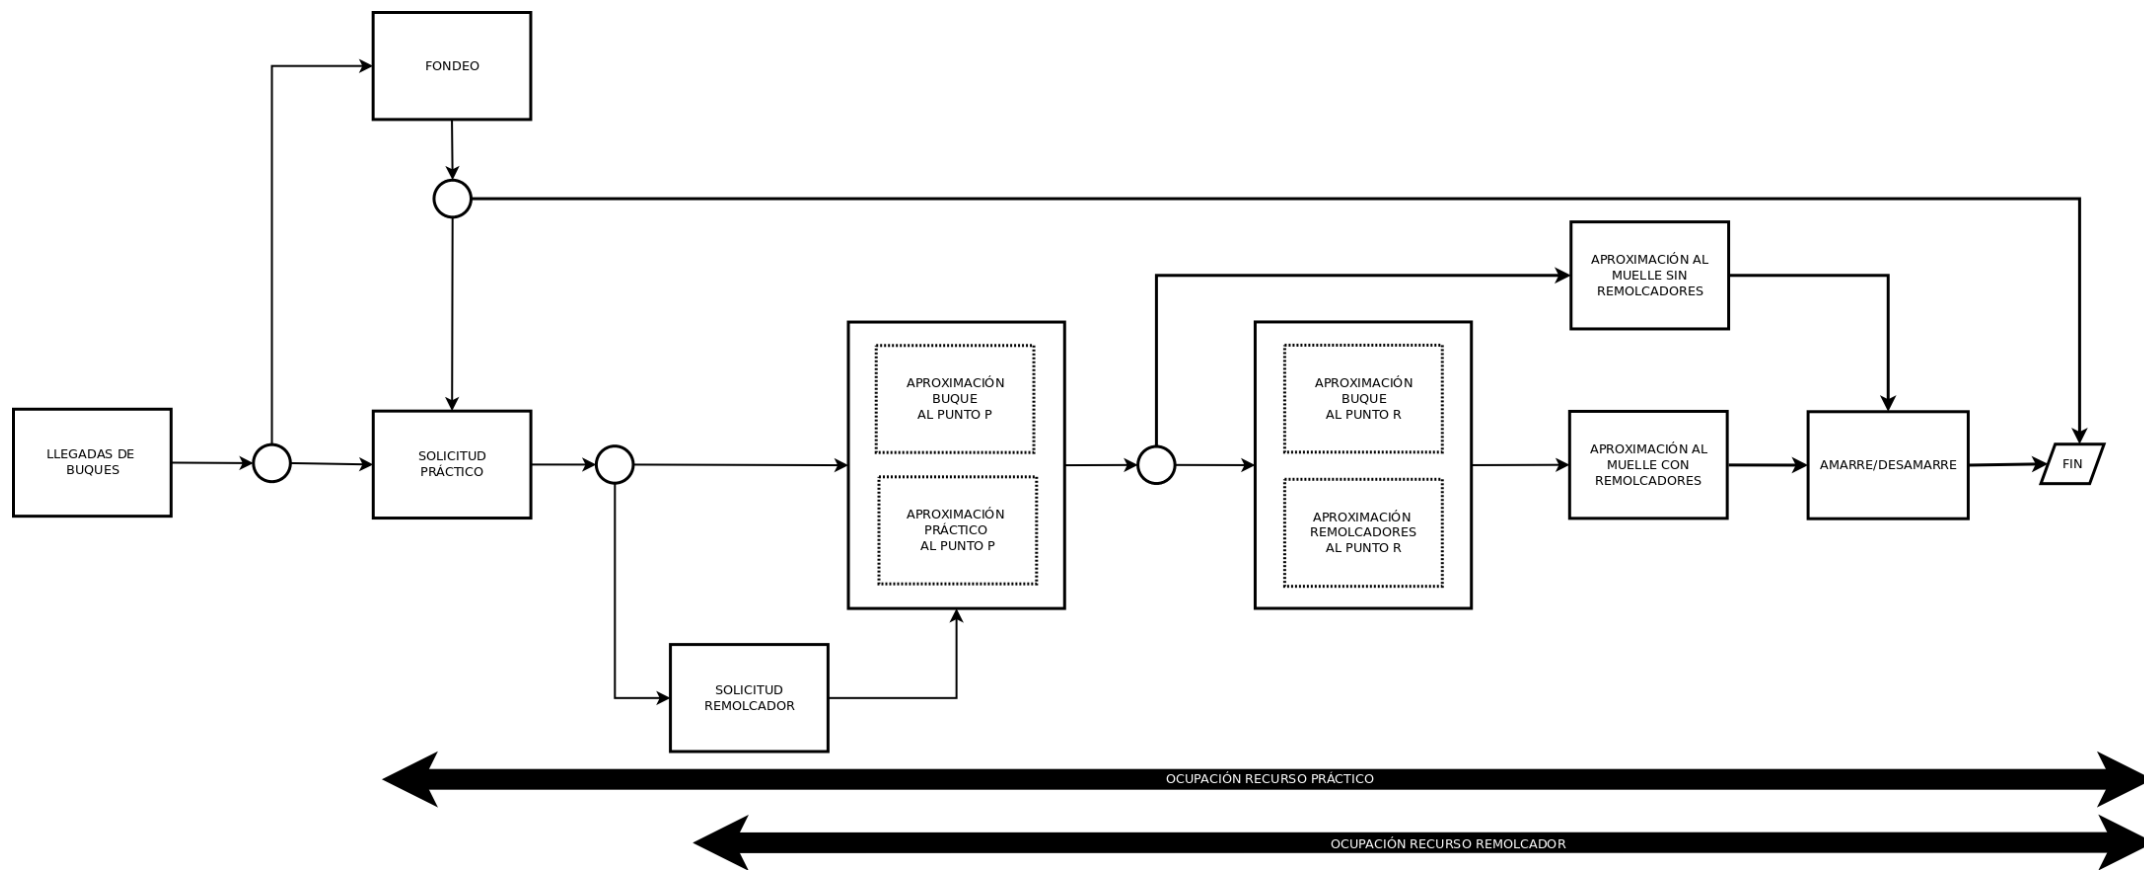 FONDEO
APROXIMACIÓN AL
MUELLE SIN
REMOLCADORES
LLEGADAS DE
BUQUES
SOLICITUD
PRÁCTICO
APROXIMACIÓN
BUQUE
AL PUNTO P
APROXIMACIÓN
PRÁCTICO
AL PUNTO P
APROXIMACIÓN
BUQUE
AL PUNTO R
APROXIMACIÓN
REMOLCADORES
AL PUNTO R
APROXIMACIÓN AL
MUELLE CON
REMOLCADORES
AMARRE/DESAMARRE
FIN
SOLICITUD
REMOLCADOR
OCUPACIÓN RECURSO PRÁCTICO
OCUPACIÓN RECURSO REMOLCADOR